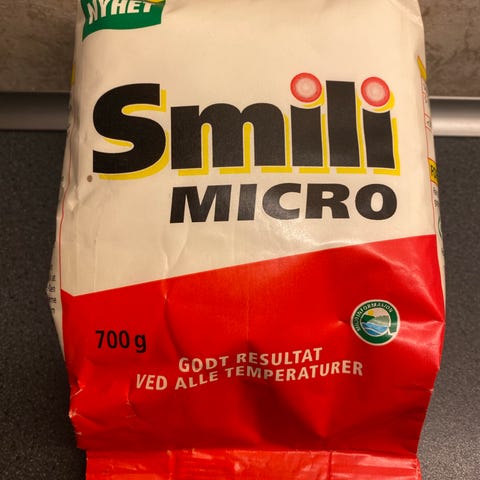 NYHET
Smili
MICRO
700 g
GODT RESULTAT
VED ALLE TEMPERATURER